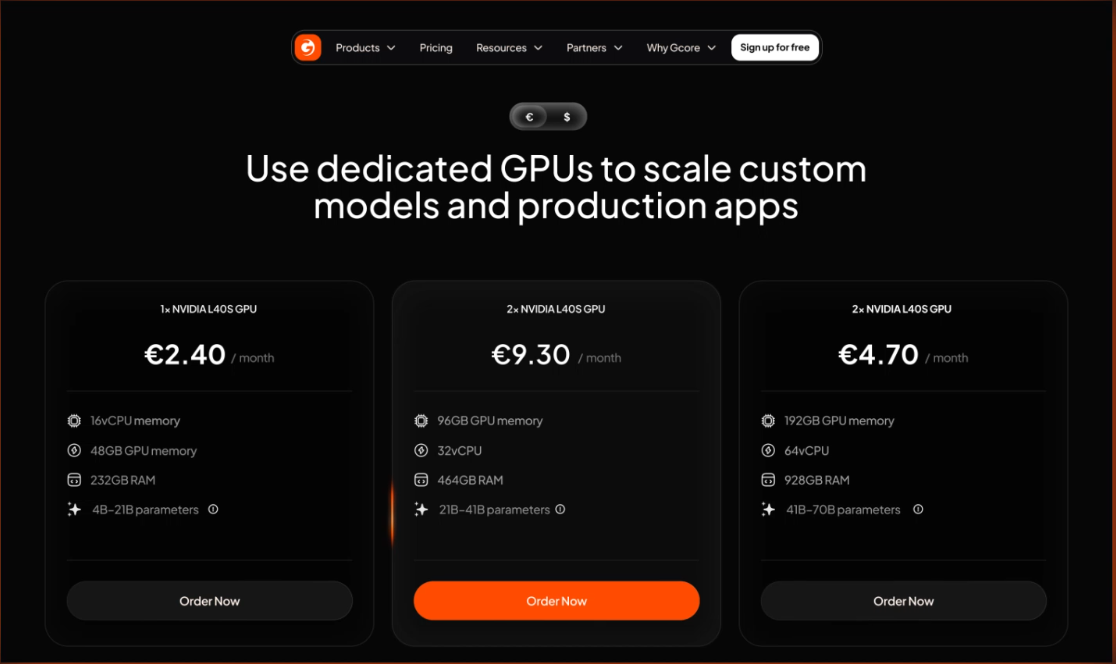 Products Pricing Resources Partners Why Gcore Sign up for free
€ $
Use dedicated GPUs to scale custom
models and production apps
1x NVIDIA L40S GPU
€2.40 / month
16vCPU memory
48GB GPU memory
232GB RAM
4B–21B parameters
Order Now
2x NVIDIA L40S GPU
€9.30 / month
96GB GPU memory
32vCPU
464GB RAM
21B–41B parameters
Order Now
2x NVIDIA L40S GPU
€4.70 / month
192GB GPU memory
64vCPU
928GB RAM
41B–70B parameters
Order Now